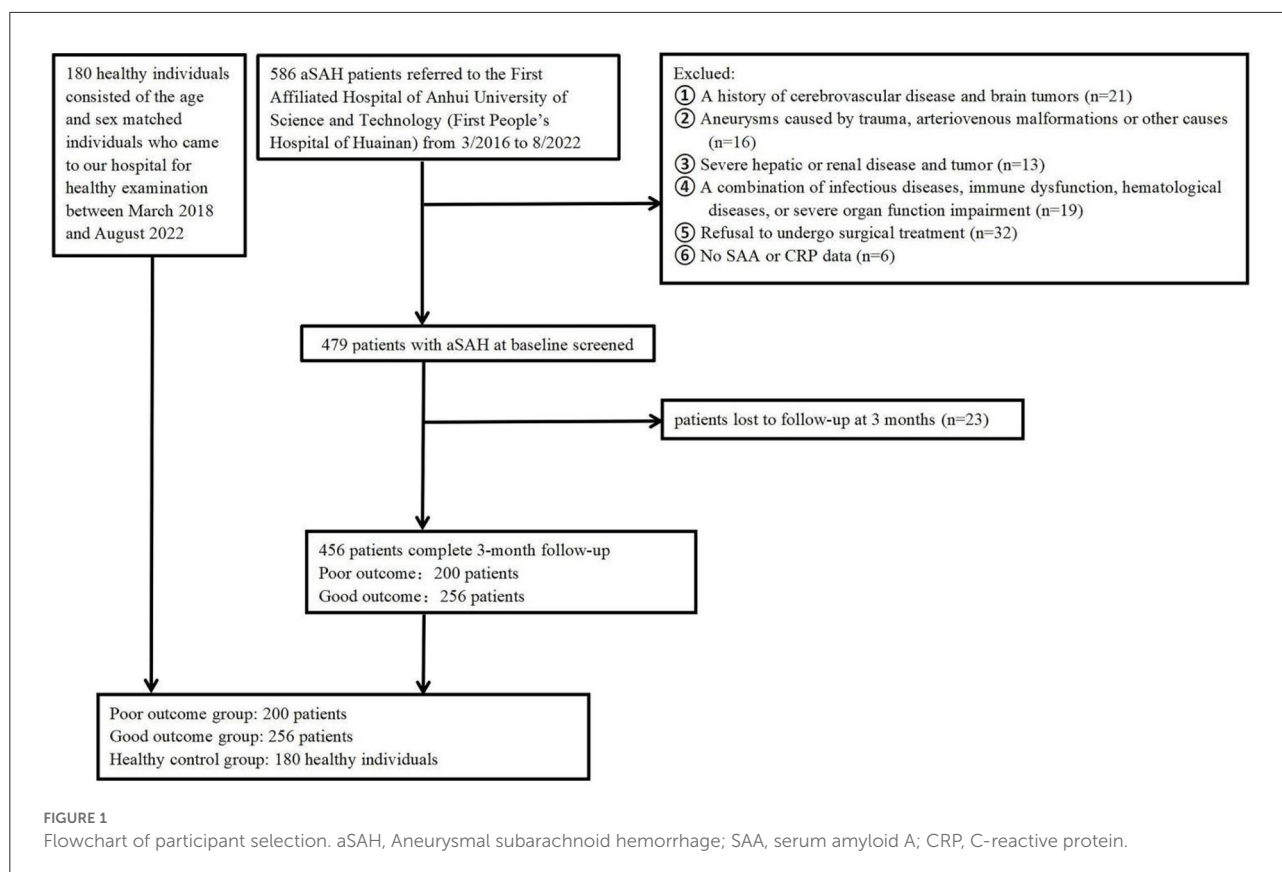 180 healthy individuals
consisted of the age
and sex matched
individuals who came
to our hospital for
healthy examination
between March 2018
and August 2022
586 aSAH patients referred to the First
Affiliated Hospital of Anhui University of
Science and Technology (First People's
Hospital of Huainan) from 3/2016 to 8/2022
Exclued:
① A history of cerebrovascular disease and brain tumors (n=21)
② Aneurysms caused by trauma, arteriovenous malformations or other causes
(n=16)
③ Severe hepatic or renal disease and tumor (n=13)
④ A combination of infectious diseases, immune dysfunction, hematological
diseases, or severe organ function impairment (n=19)
⑤ Refusal to undergo surgical treatment (n=32)
⑥ No SAA or CRP data (n=6)
479 patients with aSAH at baseline screened
patients lost to follow-up at 3 months (n=23)
456 patients complete 3-month follow-up
Poor outcome：200 patients
Good outcome：256 patients
Poor outcome group: 200 patients
Good outcome group: 256 patients
Healthy control group: 180 healthy individuals
FIGURE 1
Flowchart of participant selection. aSAH, Aneurysmal subarachnoid hemorrhage; SAA, serum amyloid A; CRP, C-reactive protein.